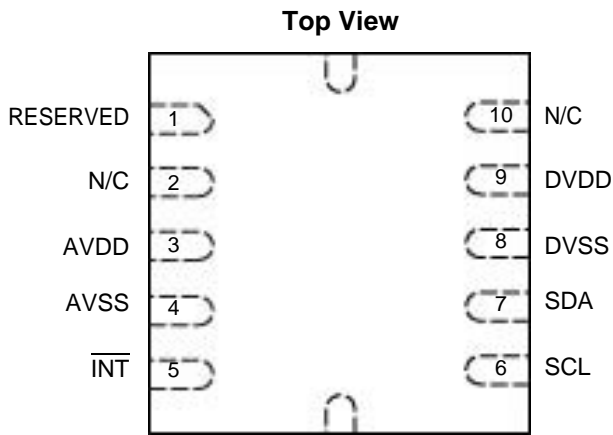 Top View
RESERVED 1 10 N/C
N/C 2 9 DVDD
AVDD 3 8 DVSS
AVSS 4 7 SDA
I̅N̅T̅ 5 6 SCL